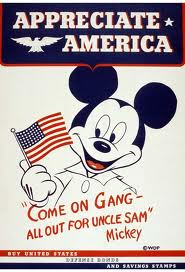 APPRECIATE
AMERICA
"COME ON GANG-
ALL OUT FOR UNCLE SAM"
Mickey
©WDP
BUY UNITED STATES
DEFENSE BONDS
AND SAVINGS STAMPS